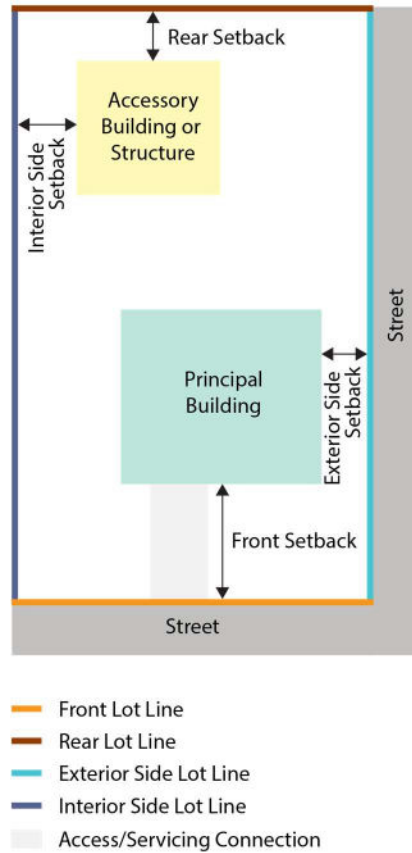 Rear Setback
Accessory
Building or
Structure
Interior Side
Setback
Street
Principal
Building
Exterior Side
Setback
Front Setback
Street
Front Lot Line
Rear Lot Line
Exterior Side Lot Line
Interior Side Lot Line
Access/Servicing Connection